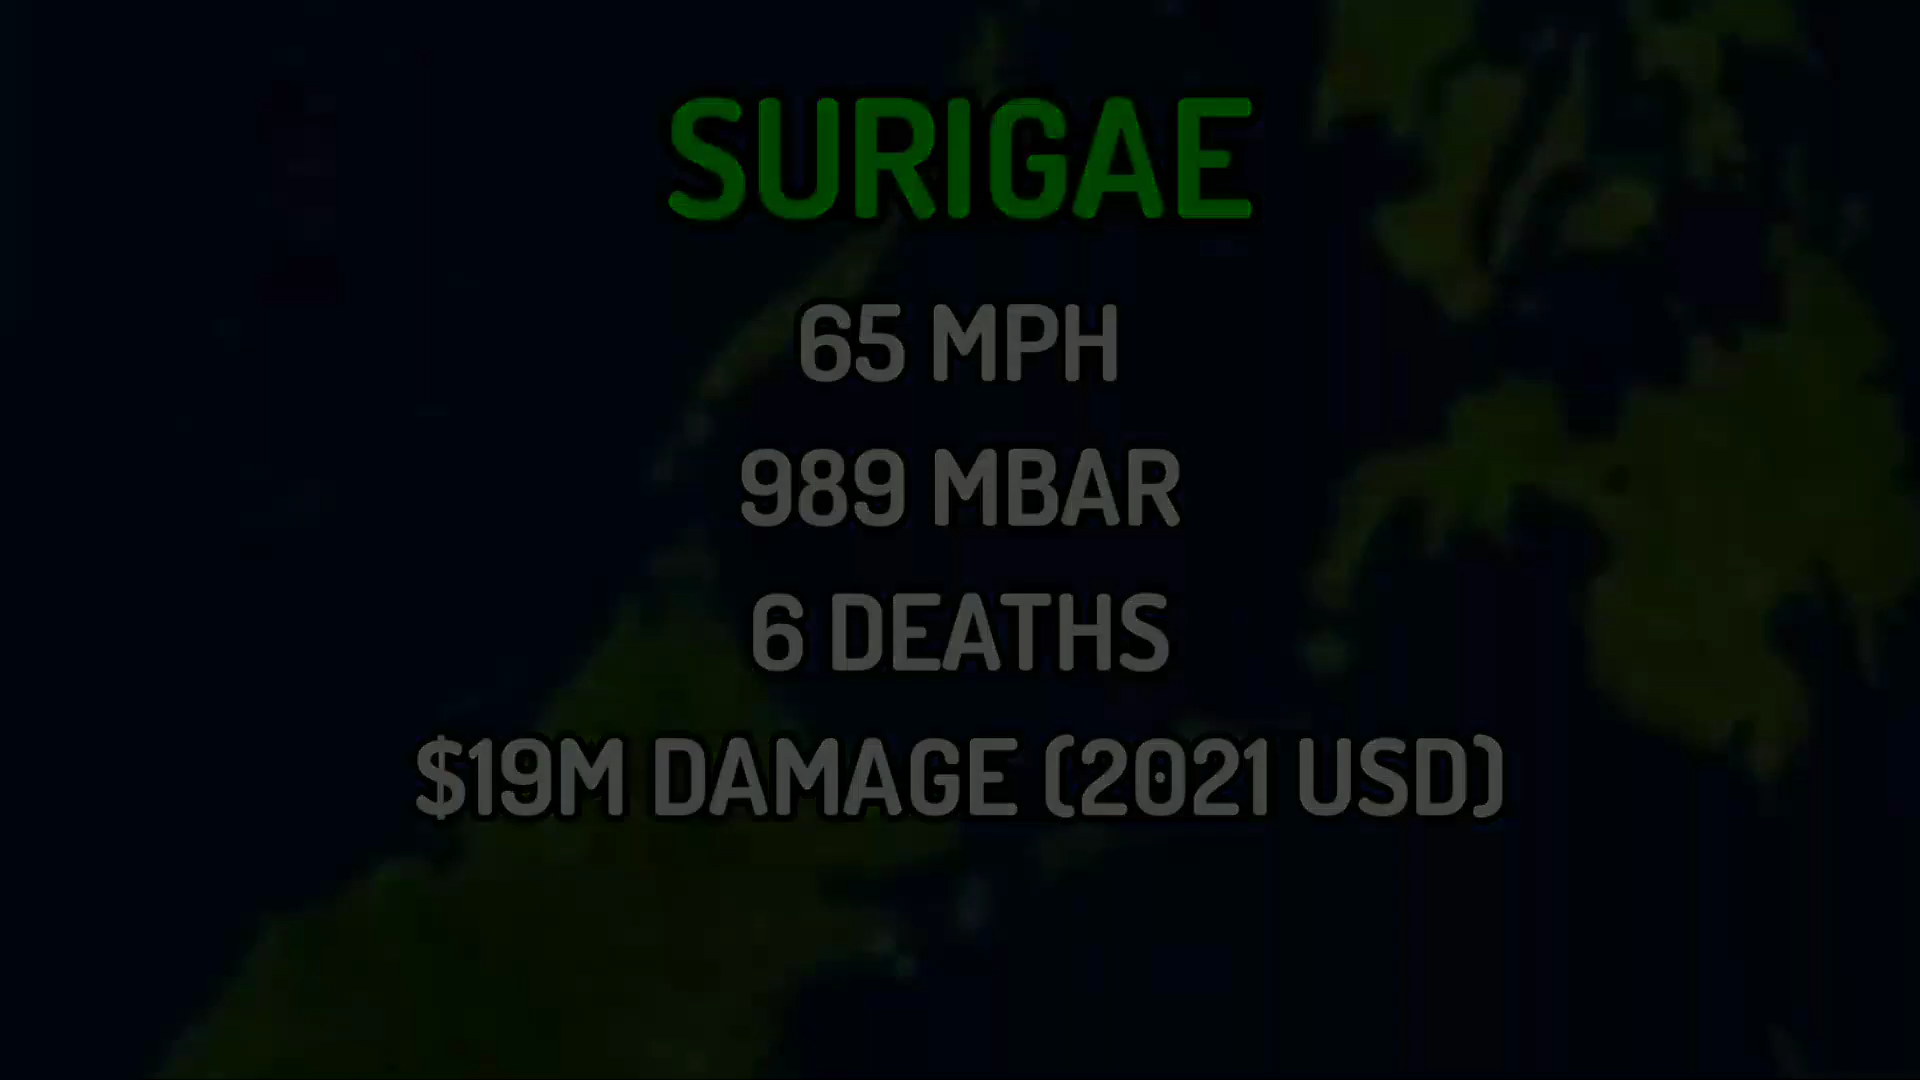 SURIGAE
65 MPH
989 MBAR
6 DEATHS
$19M DAMAGE (2021 USD)